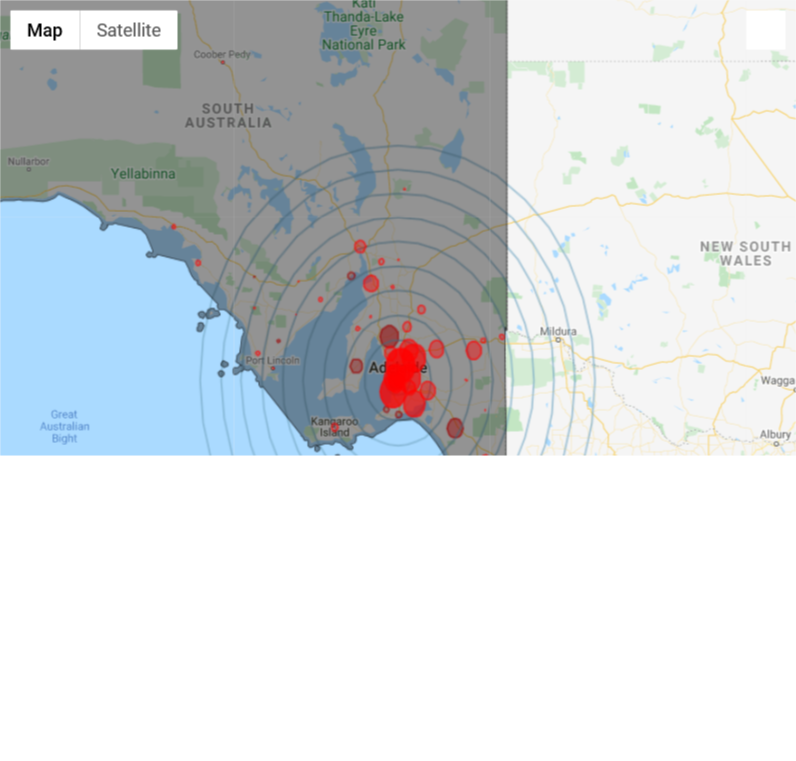 Map
Satellite
Kati
Thanda-Lake
Eyre
National Park
Coober Pedy
SOUTH
AUSTRALIA
Nullarbor
Yellabinna
NEW SOUTH
WALES
Mildura
Port Lincoln
Wagga
Great
Australian
Bight
Kangaroo
Island
Albury